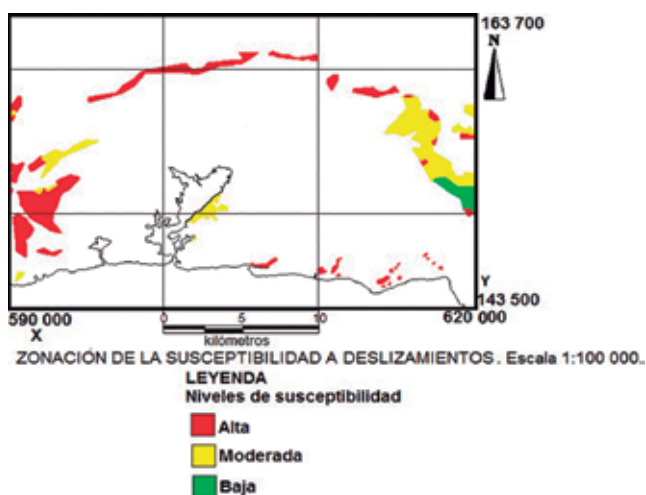 163 700
N
Y
143 500
590 000
620 000
X
0 5 10
kilómetros
ZONACIÓN DE LA SUSCEPTIBILIDAD A DESLIZAMIENTOS. Escala 1:100 000..
LEYENDA
Niveles de susceptibilidad
Alta
Moderada
Baja